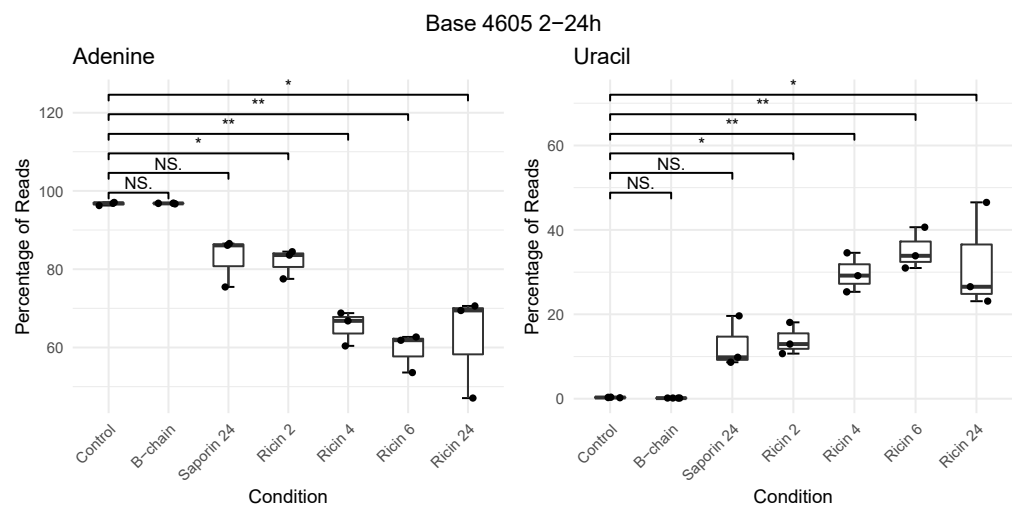 Base 4605 2−24h
Adenine
Percentage of Reads
120
100
80
60
*
**
**
*
NS.
NS.
Control
B−chain
Saporin 24
Ricin 2
Ricin 4
Ricin 6
Ricin 24
Condition
Uracil
Percentage of Reads
60
40
20
0
*
**
**
*
NS.
NS.
Control
B−chain
Saporin 24
Ricin 2
Ricin 4
Ricin 6
Ricin 24
Condition